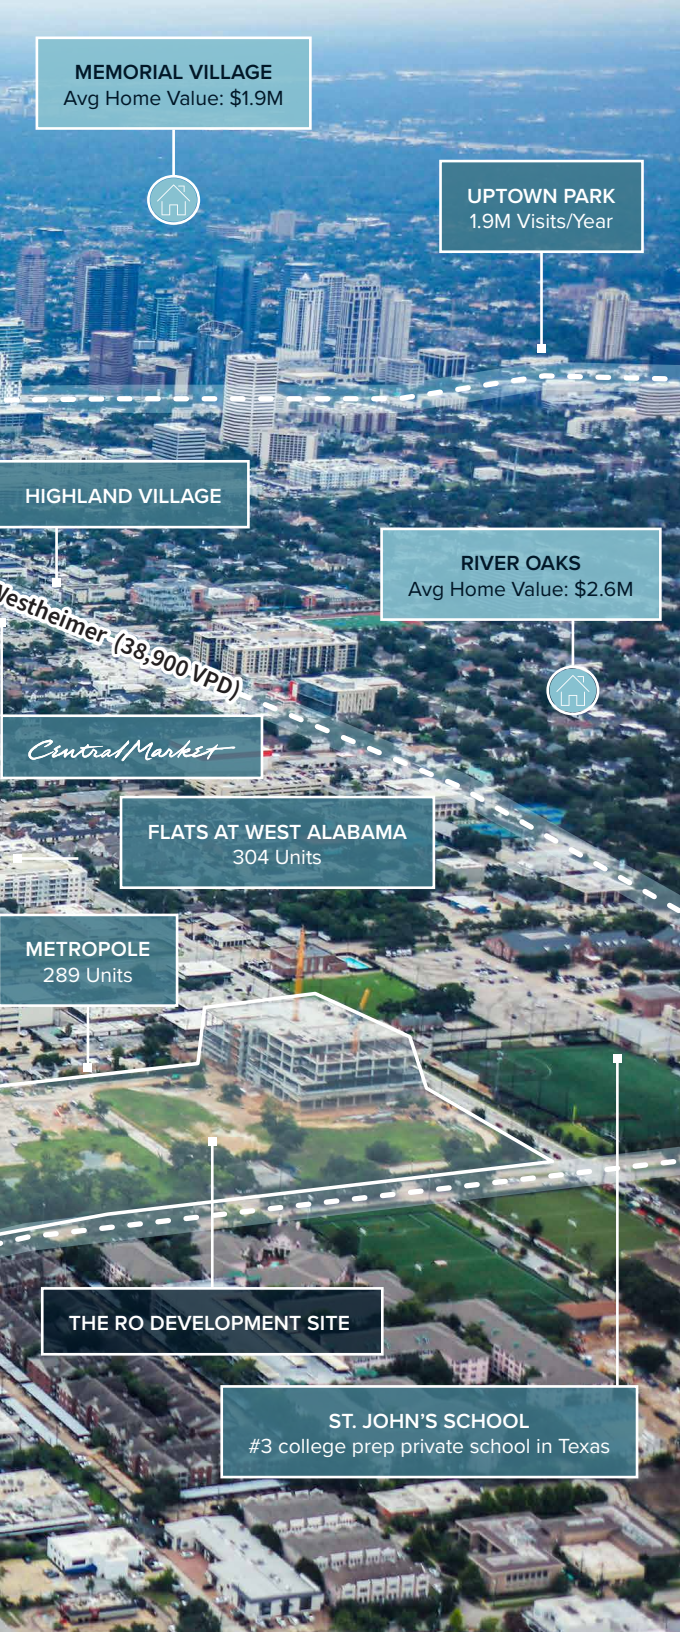 MEMORIAL VILLAGE
Avg Home Value: $1.9M
UPTOWN PARK
1.9M Visits/Year
HIGHLAND VILLAGE
RIVER OAKS
Avg Home Value: $2.6M
Westheimer (38,900 VPD)
Central Market
FLATS AT WEST ALABAMA
304 Units
METROPOLE
289 Units
THE RO DEVELOPMENT SITE
ST. JOHN'S SCHOOL
#3 college prep private school in Texas